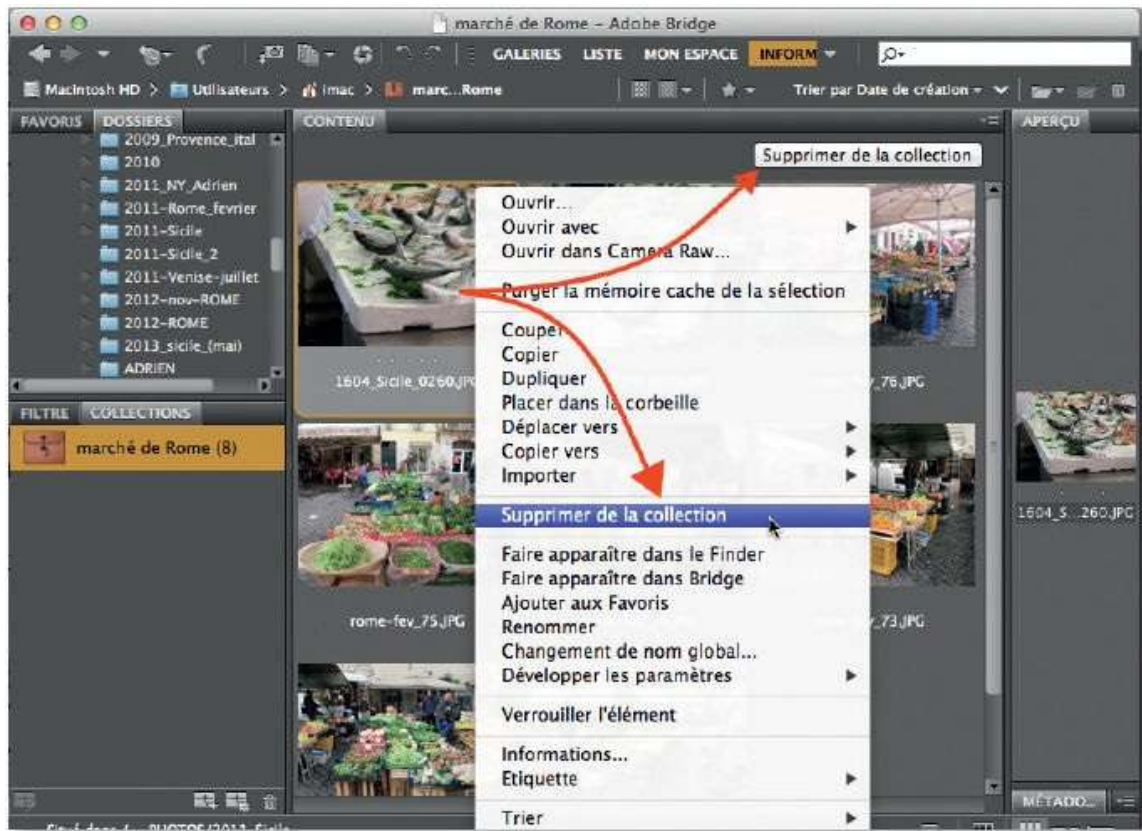 marché de Rome – Adobe Bridge
GALERIES LISTE MON ESPACE INFORM
Macintosh HD > Utilisateurs > imac > marc...Rome
Trier par Date de création
FAVORIS DOSSIERS
2009_Provence_ital
2010
2011_NY_Adrien
2011-Rome_fevrier
2011-Sicile
2011-Sicile_2
2011-Venise-juillet
2012-nov-ROME
2012-ROME
2013_sicile_(mai)
ADRIEN
FILTRE COLLECTIONS
marché de Rome (8)
CONTENU
Supprimer de la collection
1604_Sicile_0260.JPG
_76.JPG
rome-fev_75.JPG
_73.JPG
Ouvrir...
Ouvrir avec
Ouvrir dans Camera Raw...
Purger la mémoire cache de la sélection
Couper
Copier
Dupliquer
Placer dans la corbeille
Déplacer vers
Copier vers
Importer
Supprimer de la collection
Faire apparaître dans le Finder
Faire apparaître dans Bridge
Ajouter aux Favoris
Renommer
Changement de nom global...
Développer les paramètres
Verrouiller l'élément
Informations...
Etiquette
Trier
APERÇU
1604_S...260.JPG
MÉTADO...